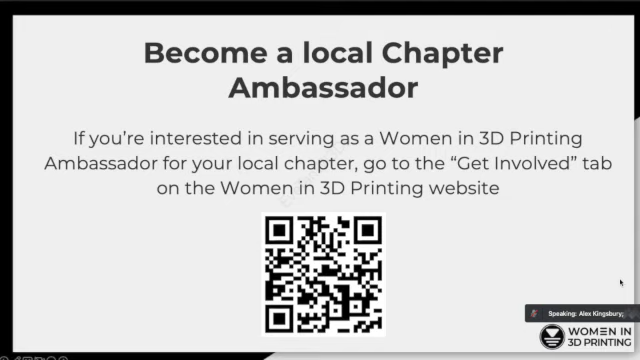 Become a local Chapter
Ambassador
If you're interested in serving as a Women in 3D Printing
Ambassador for your local chapter, go to the “Get Involved” tab
on the Women in 3D Printing website
Speaking: Alex Kingsbury;
WOMEN IN
3D PRINTING